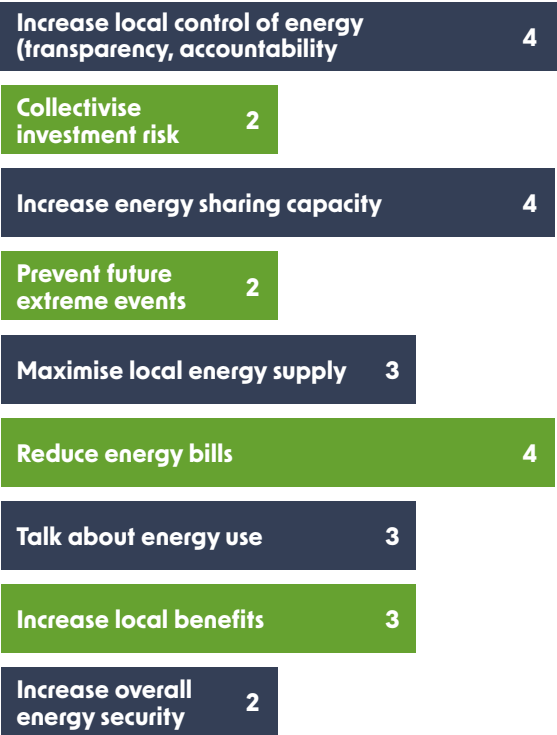 Increase local control of energy
(transparency, accountability 4
Collectivise
investment risk 2
Increase energy sharing capacity 4
Prevent future
extreme events 2
Maximise local energy supply 3
Reduce energy bills 4
Talk about energy use 3
Increase local benefits 3
Increase overall
energy security 2